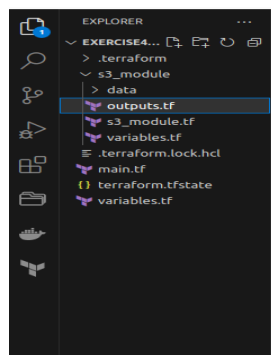 EXPLORER ...
EXERCISE4...
.terraform
s3_module
data
outputs.tf
s3_module.tf
variables.tf
.terraform.lock.hcl
main.tf
{} terraform.tfstate
variables.tf
1